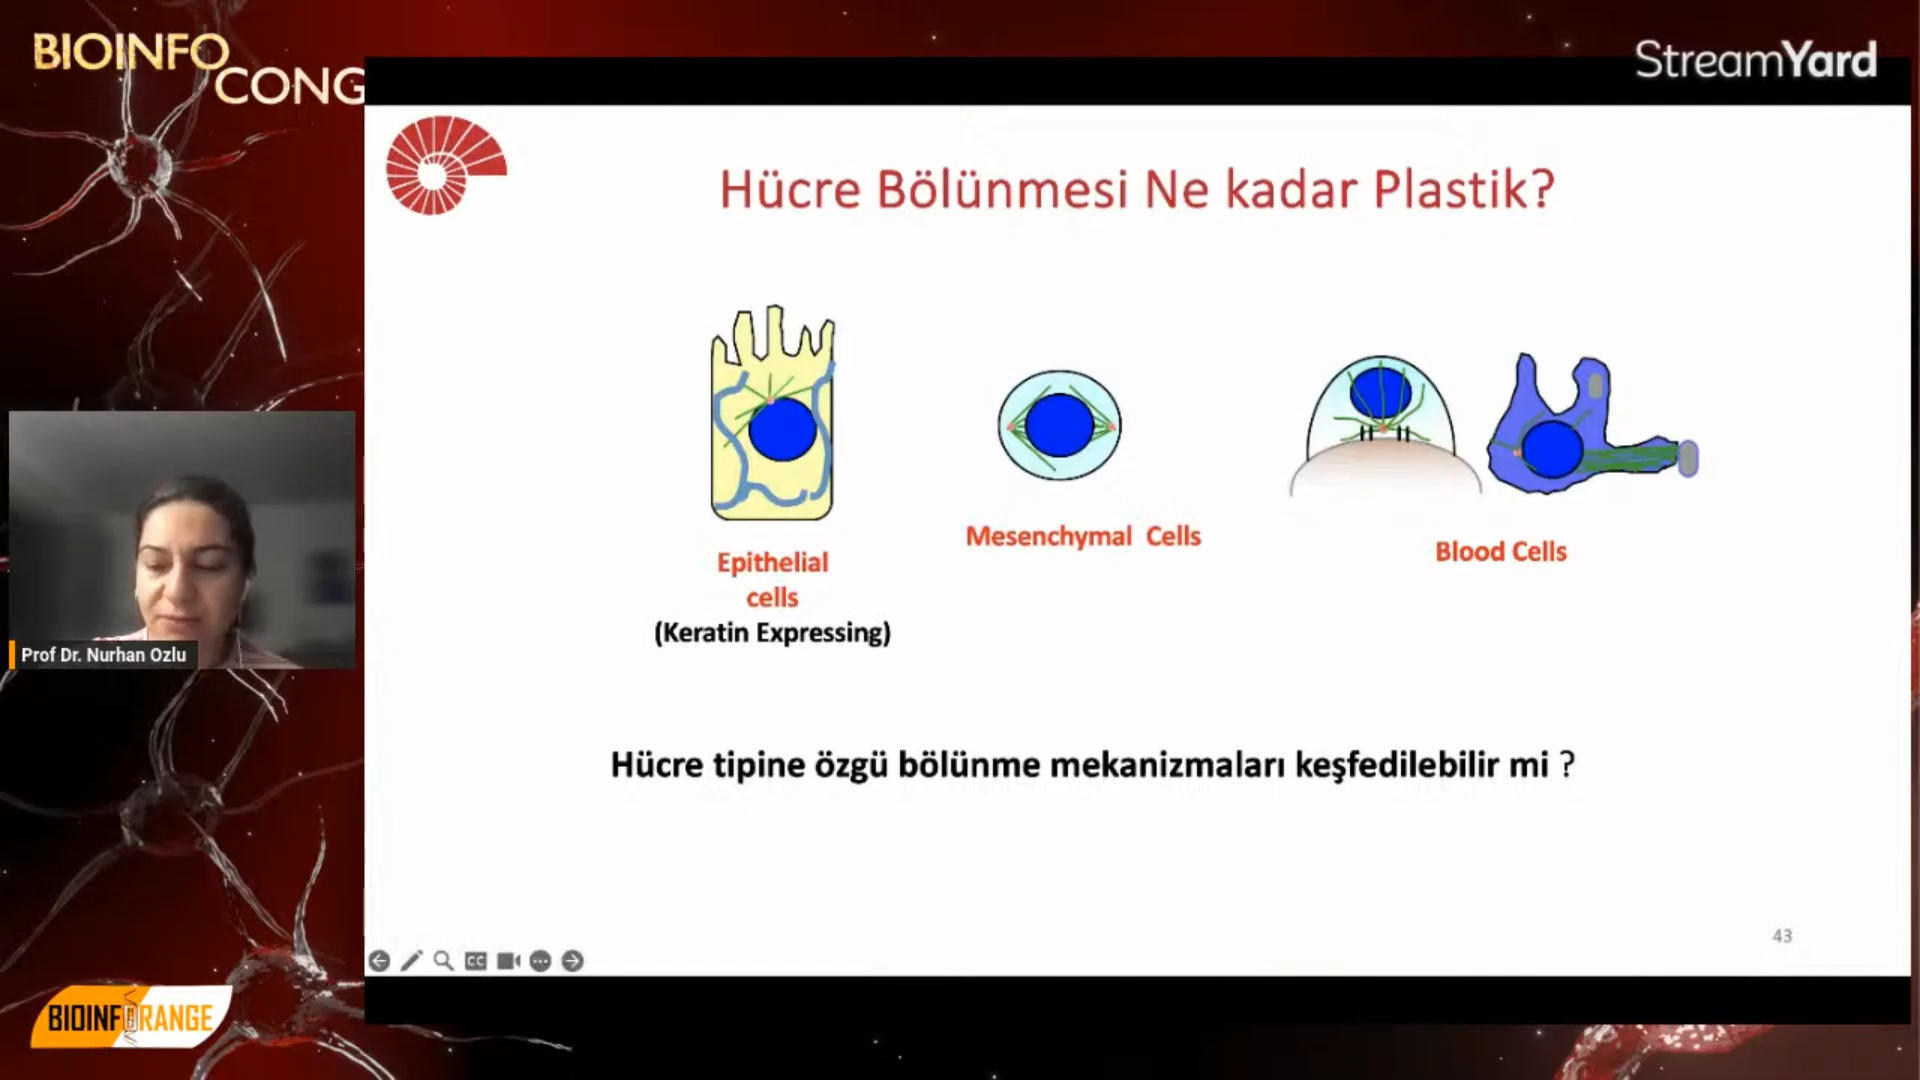 BIOINFO
CONG
StreamYard
Hücre Bölünmesi Ne kadar Plastik?
Epithelial
cells
(Keratin Expressing)
Mesenchymal Cells
Blood Cells
Prof Dr. Nurhan Ozlu
Hücre tipine özgü bölünme mekanizmaları keşfedilebilir mi ?
43
CC
BIOINFORANGE